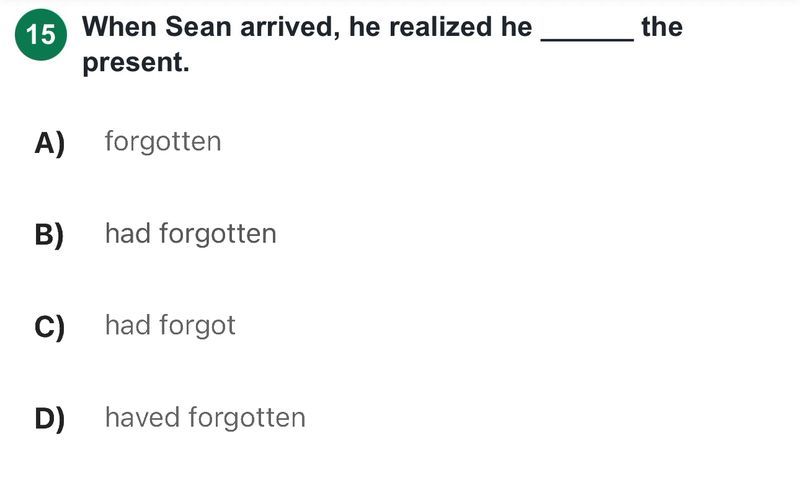 15 When Sean arrived, he realized he ______ the
present.
A) forgotten
B) had forgotten
C) had forgot
D) haved forgotten